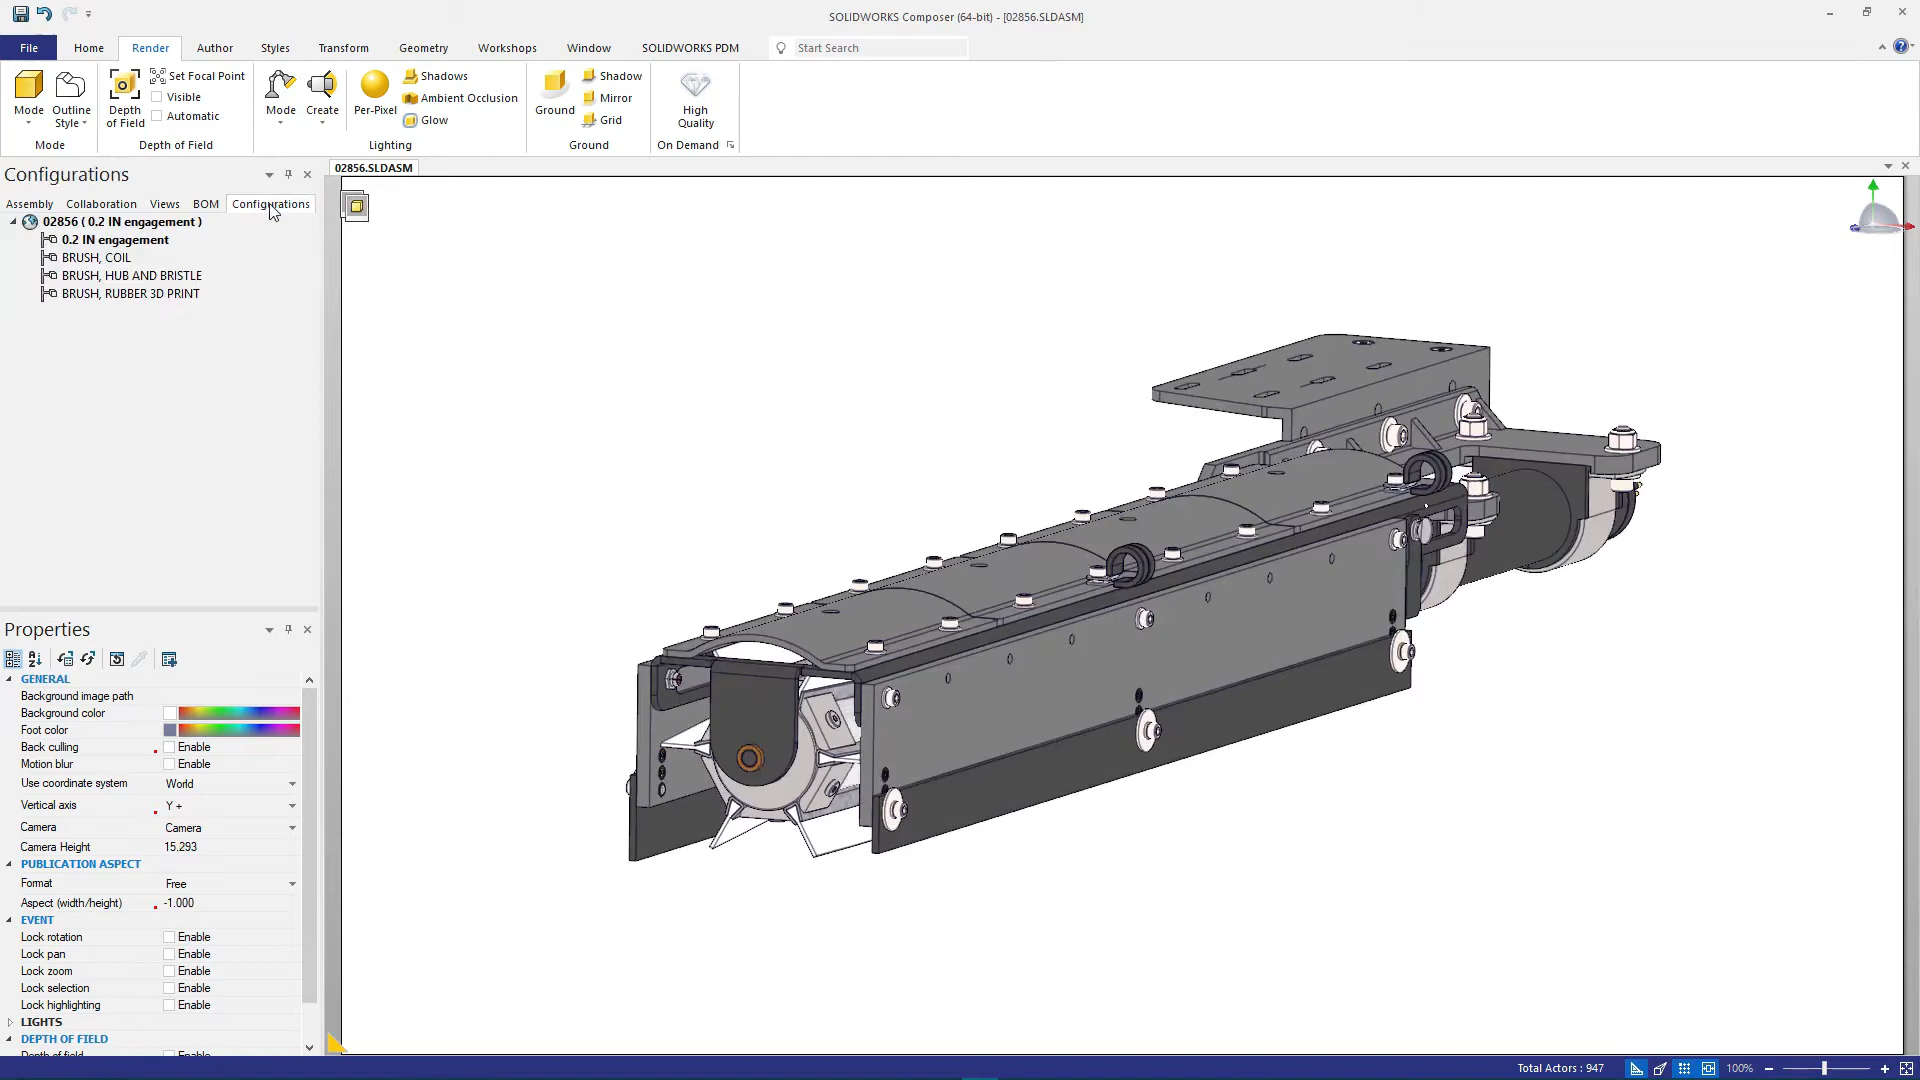 SOLIDWORKS Composer (64-bit) - [02856.SLDASM]
File Home Render Author Styles Transform Geometry Workshops Window SOLIDWORKS PDM Start Search
Mode
Outline Style
Mode
Depth of Field
Set Focal Point
Visible
Automatic
Depth of Field
Mode
Create
Per-Pixel
Shadows
Ambient Occlusion
Glow
Lighting
Ground
Shadow
Mirror
Grid
Ground
High Quality
On Demand
Configurations
Assembly Collaboration Views BOM Configurations
02856 ( 0.2 IN engagement )
0.2 IN engagement
BRUSH, COIL
BRUSH, HUB AND BRISTLE
BRUSH, RUBBER 3D PRINT
02856.SLDASM
Properties
GENERAL
Background image path
Background color
Foot color
Back culling Enable
Motion blur Enable
Use coordinate system World
Vertical axis Y +
Camera Camera
Camera Height 15.293
PUBLICATION ASPECT
Format Free
Aspect (width/height) -1.000
EVENT
Lock rotation Enable
Lock pan Enable
Lock zoom Enable
Lock selection Enable
Lock highlighting Enable
LIGHTS
DEPTH OF FIELD
Depth of field Enable
Total Actors : 947 100%